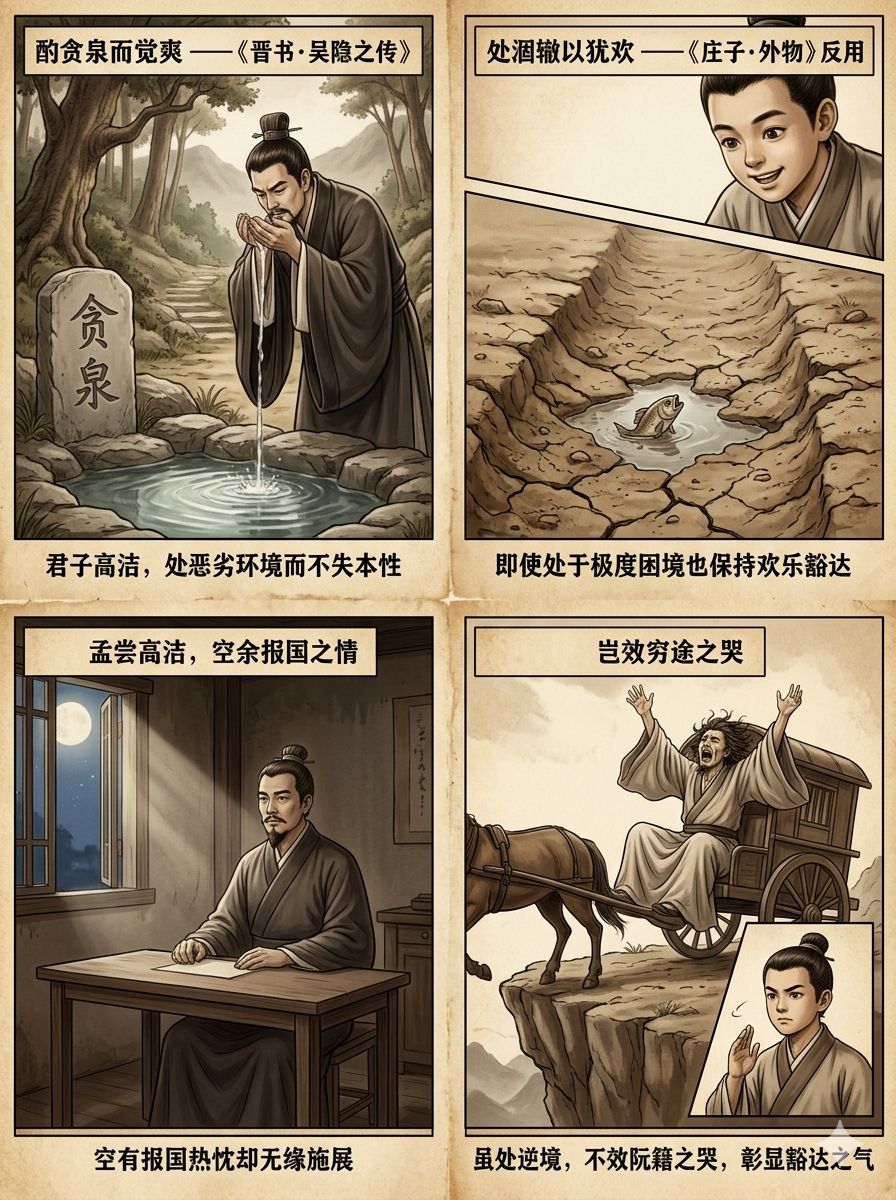 酌贪泉而觉爽 ——《晋书·吴隐之传》
贪泉
君子高洁，处恶劣环境而不失本性
处涸辙以犹欢 ——《庄子·外物》反用
即使处于极度困境也保持欢乐豁达
孟尝高洁，空余报国之情
空有报国热忱却无缘施展
岂效穷途之哭
虽处逆境，不效阮籍之哭，彰显豁达之气